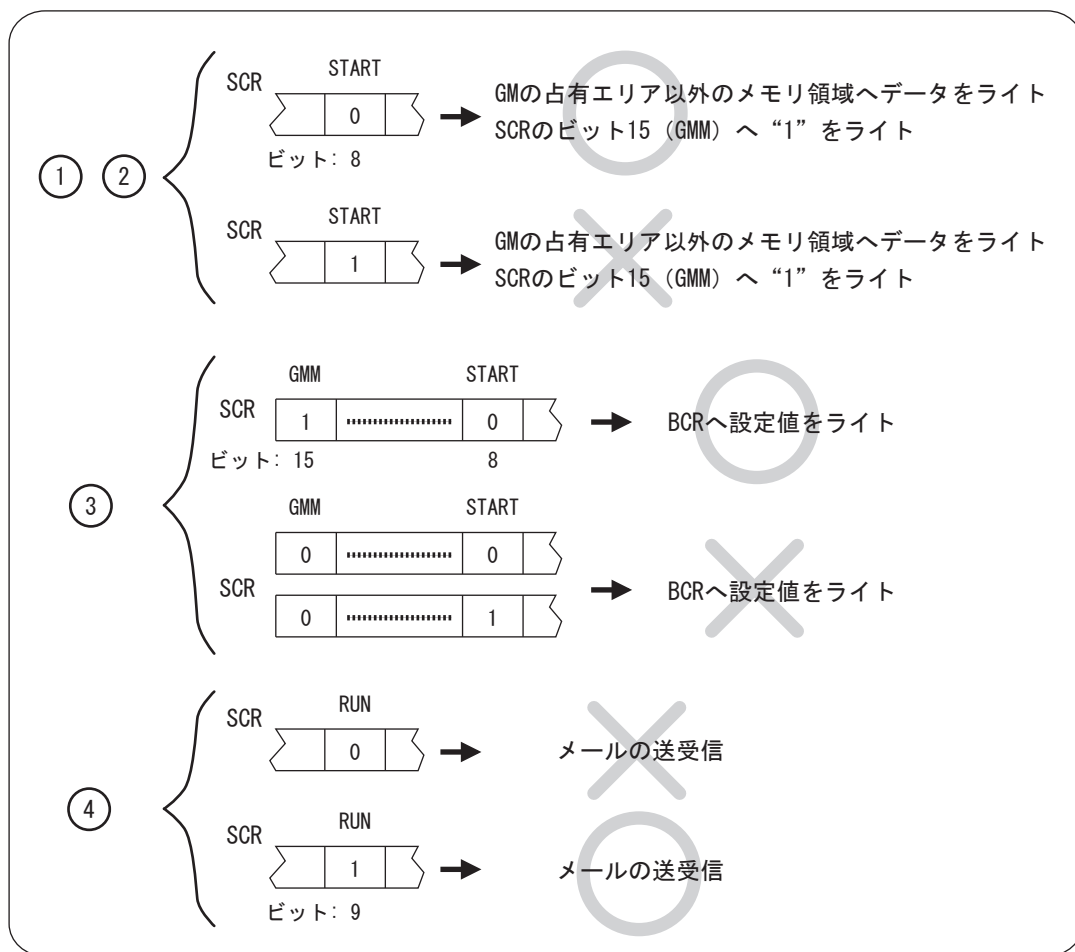 START
SCR
0
GMの占有エリア以外のメモリ領域へデータをライト
SCRのビット15（GMM）へ“1”をライト
ビット: 8
① ②
START
SCR
1
GMの占有エリア以外のメモリ領域へデータをライト
SCRのビット15（GMM）へ“1”をライト
GMM START
SCR
1 0
BCRへ設定値をライト
ビット: 15 8
③
GMM START
0 0
SCR
BCRへ設定値をライト
0 1
RUN
SCR
0
メールの送受信
④
RUN
SCR
1
メールの送受信
ビット: 9